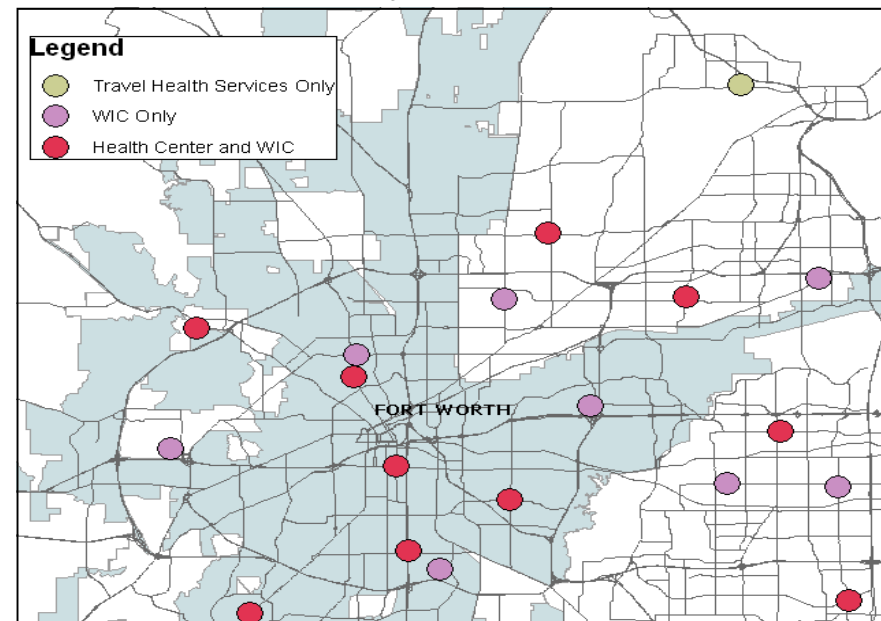 Legend
Travel Health Services Only
WIC Only
Health Center and WIC
FORT WORTH